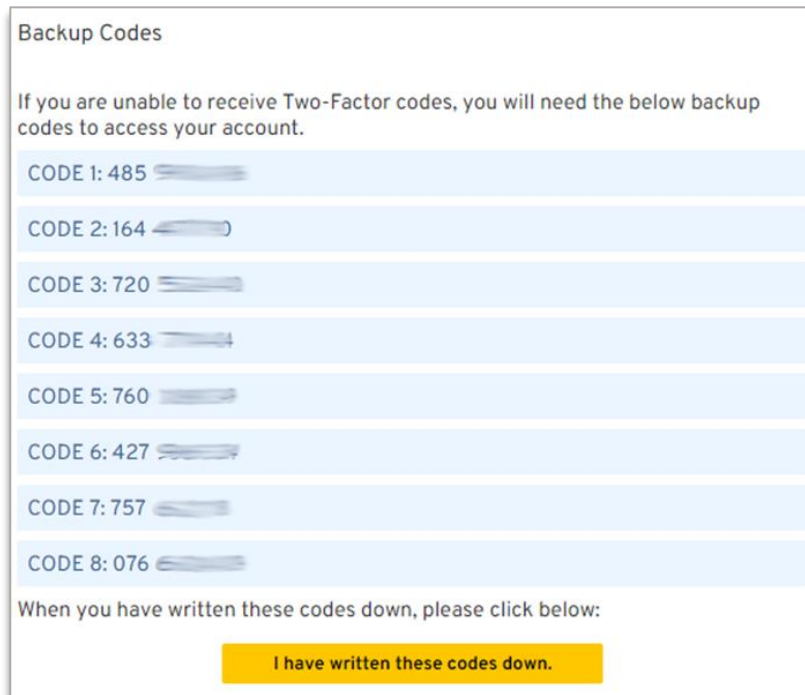 Backup Codes
If you are unable to receive Two-Factor codes, you will need the below backup
codes to access your account.
CODE 1: 485
CODE 2: 164
CODE 3: 720
CODE 4: 633
CODE 5: 760
CODE 6: 427
CODE 7: 757
CODE 8: 076
When you have written these codes down, please click below:
I have written these codes down.